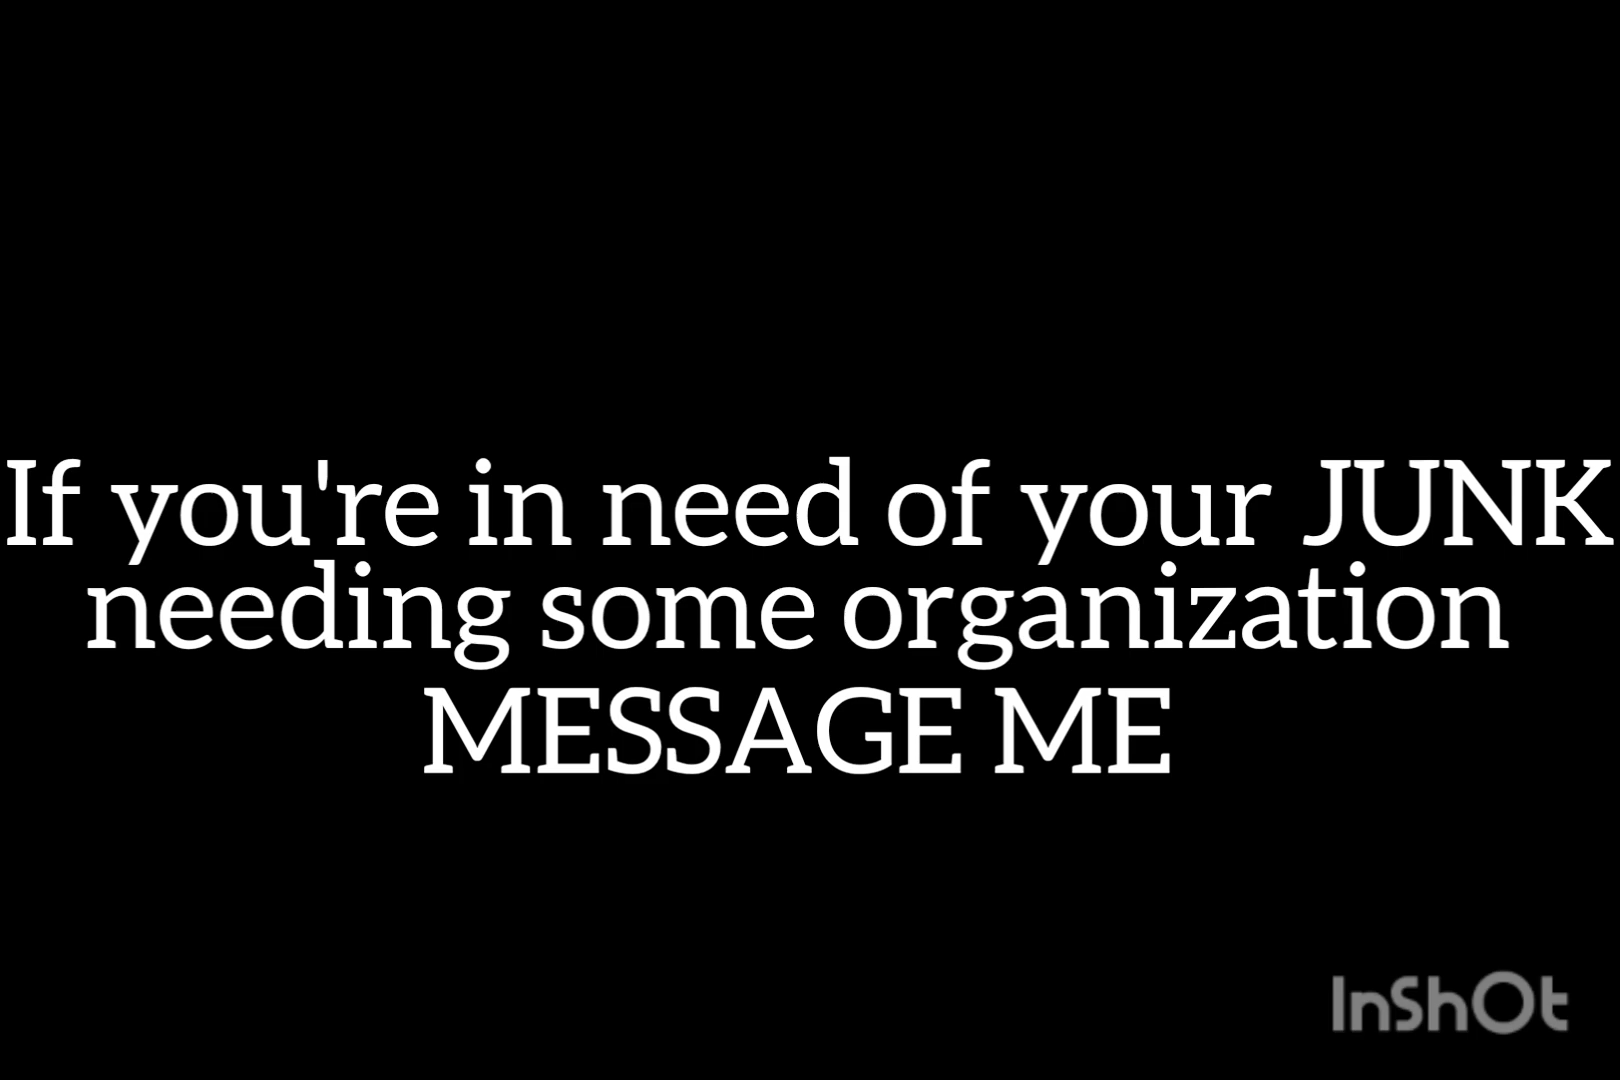 If you're in need of your JUNK
needing some organization
MESSAGE ME
InShOt